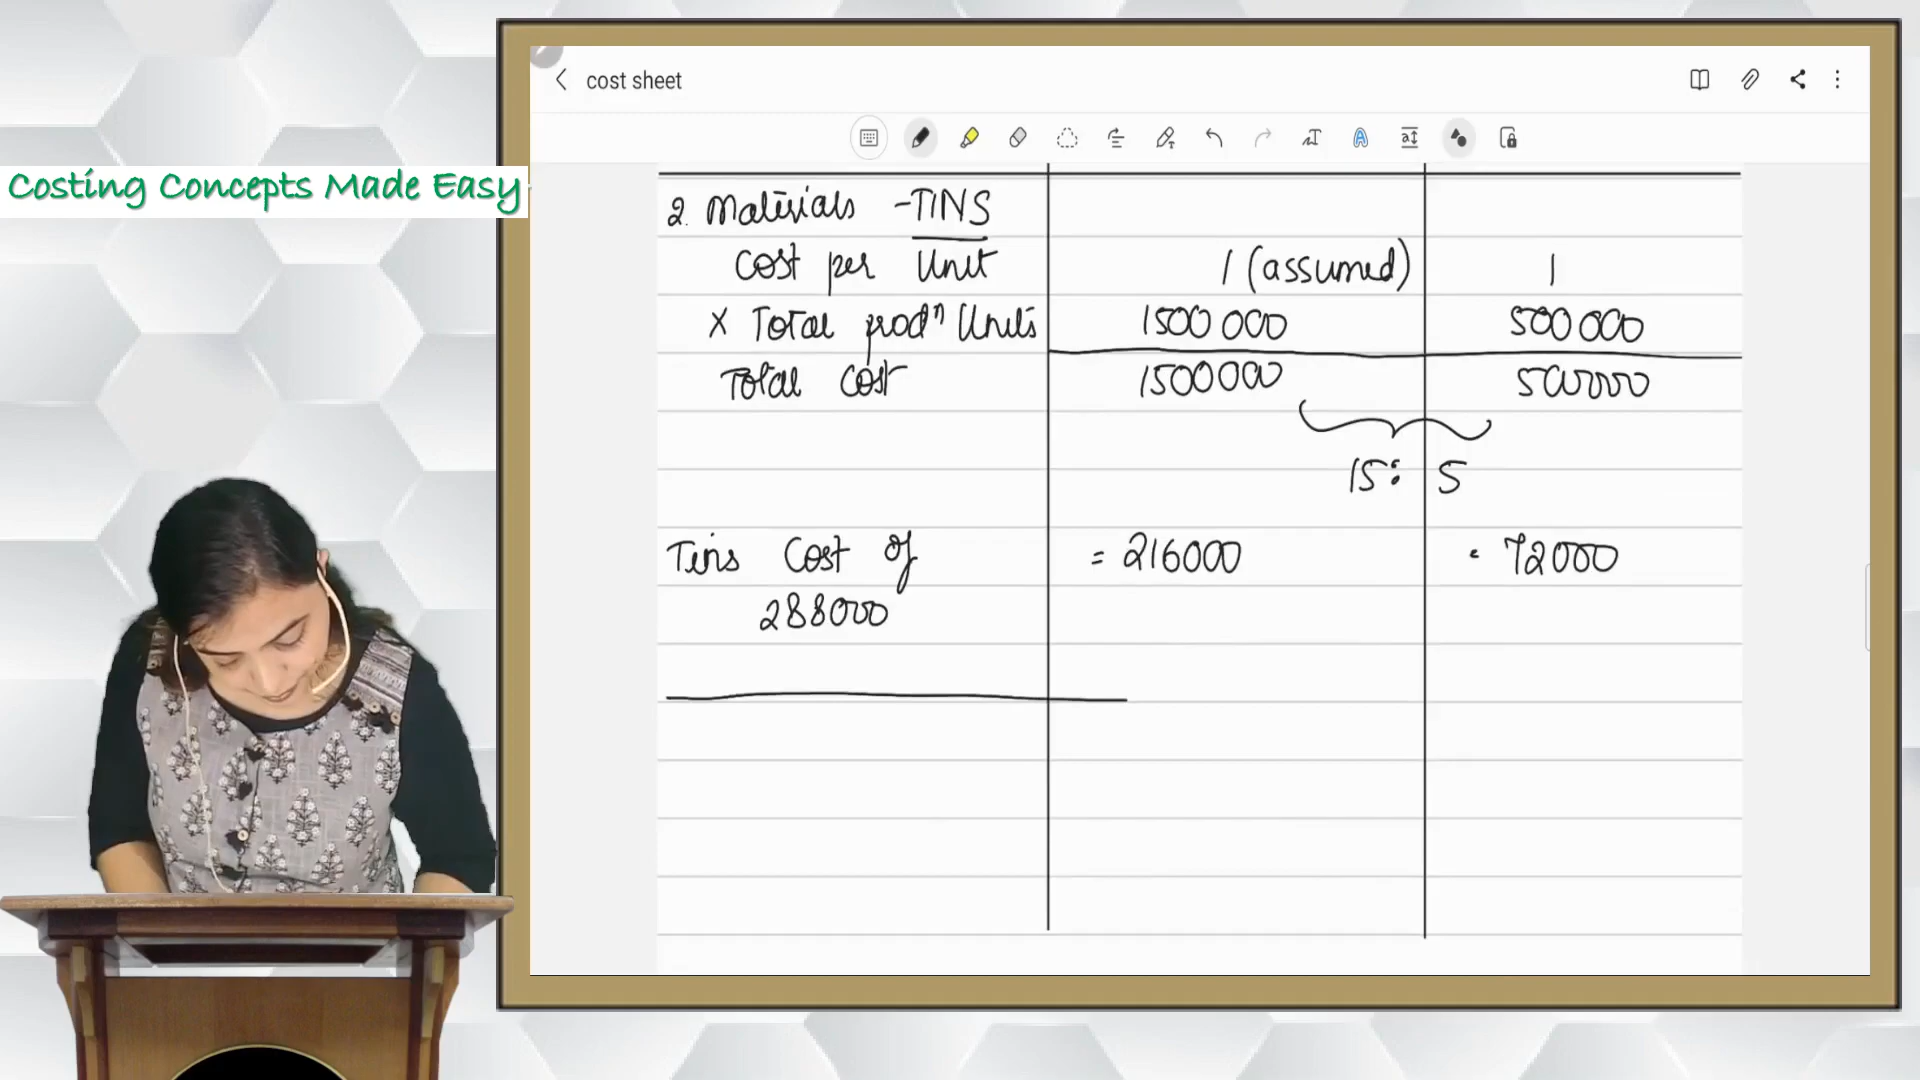 Costing Concepts Made Easy
cost sheet
2. Materials - TINS
Cost per Unit 1 (assumed) 1
X Total prodⁿ Units 1500 000 500 000
Total Cost 1500000 500000
15: 5
Tins Cost of = 216000 = 72000
288000